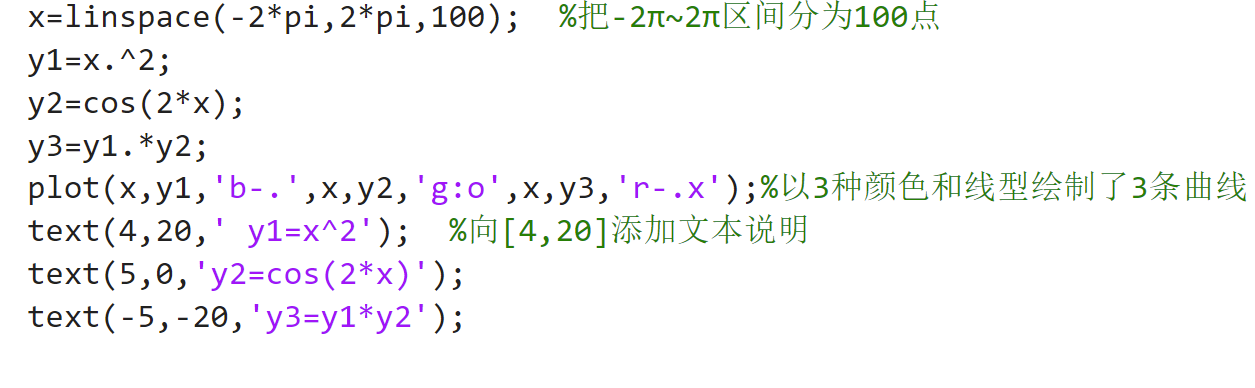 x=linspace(-2*pi,2*pi,100);  %把-2π~2π区间分为100点
y1=x.^2;
y2=cos(2*x);
y3=y1.*y2;
plot(x,y1,'b-.',x,y2,'g:o',x,y3,'r-.x');%以3种颜色和线型绘制了3条曲线
text(4,20,' y1=x^2');  %向[4,20]添加文本说明
text(5,0,'y2=cos(2*x)');
text(-5,-20,'y3=y1*y2');